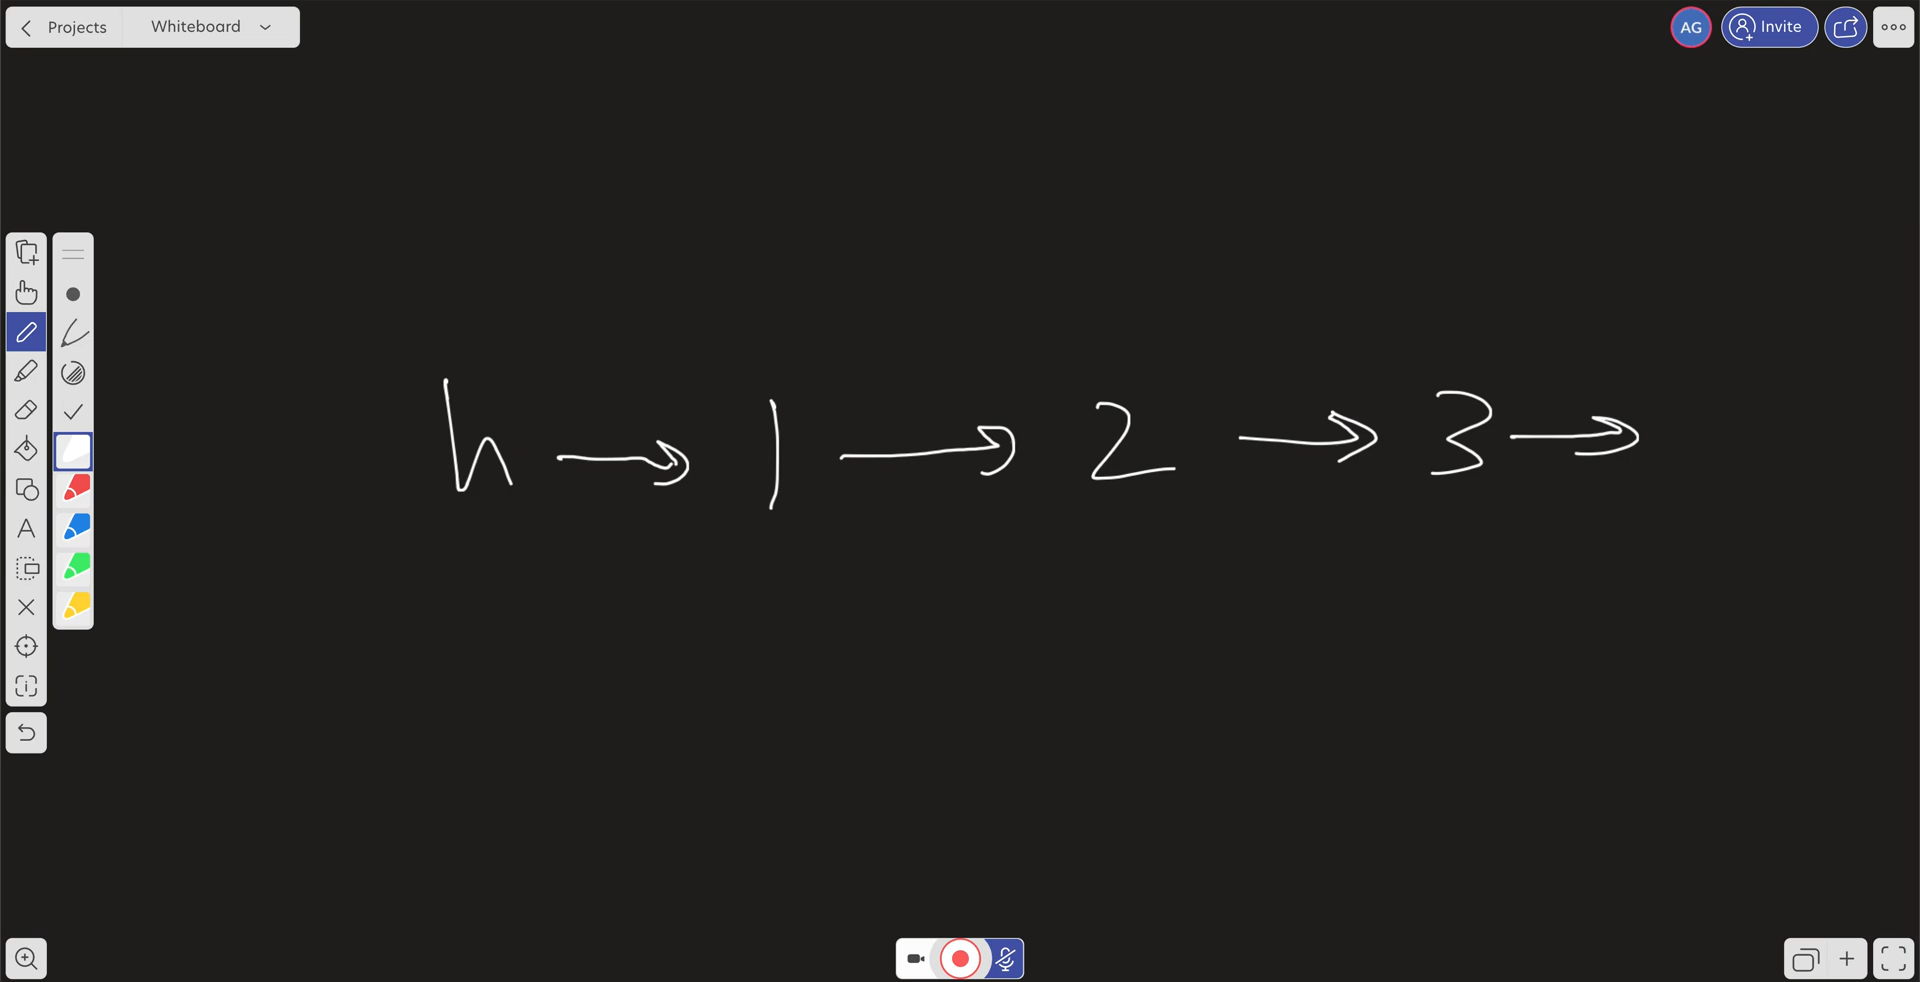 Projects Whiteboard AG Invite
h → 1 → 2 → 3 →